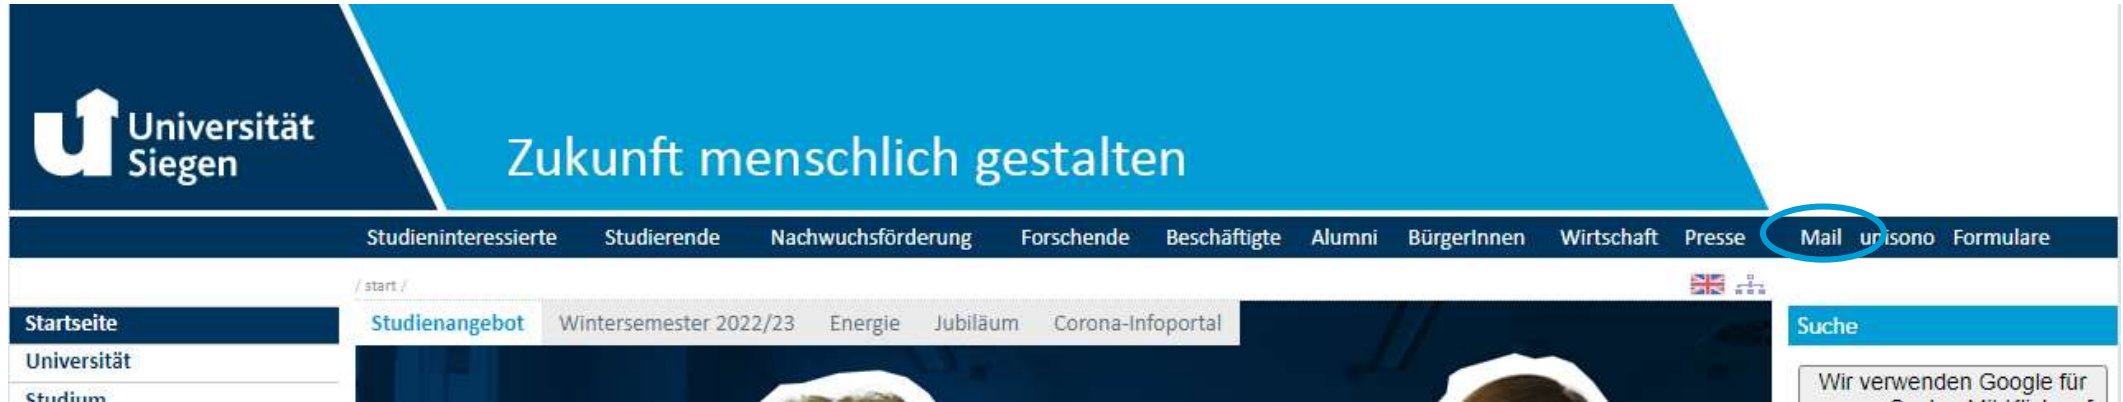 Universität
Siegen
Zukunft menschlich gestalten
Studieninteressierte Studierende Nachwuchsförderung Forschende Beschäftigte Alumni BürgerInnen Wirtschaft Presse Mail unisono Formulare
/ start /
Startseite
Studienangebot Wintersemester 2022/23 Energie Jubiläum Corona-Infoportal
Suche
Universität
Studium
Wir verwenden Google für